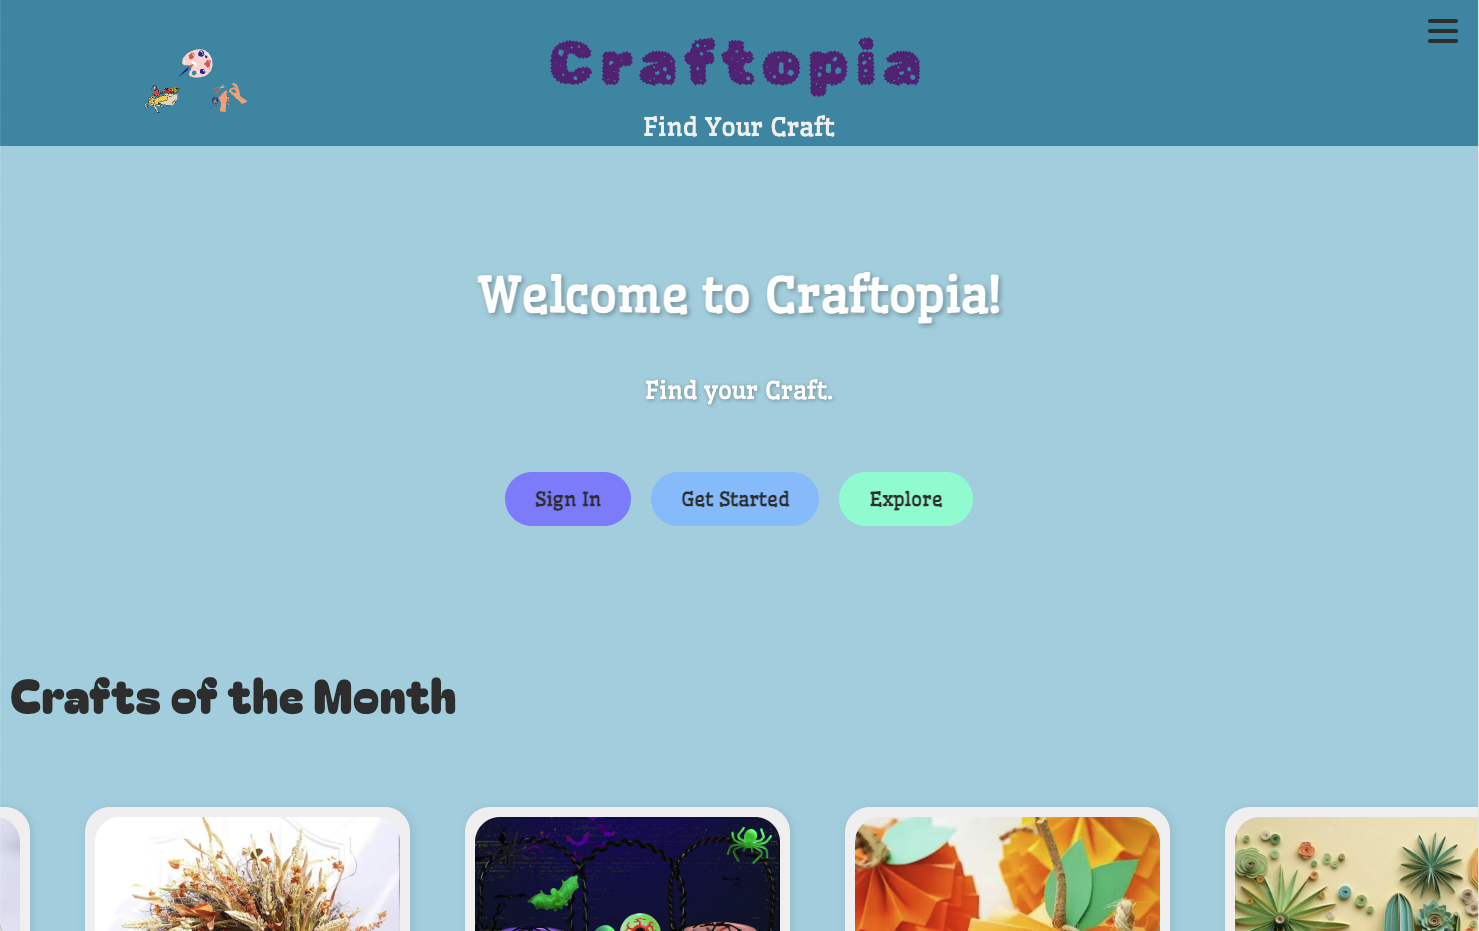 Craftopia
Find Your Craft
Welcome to Craftopia!
Find your Craft.
Sign In
Get Started
Explore
Crafts of the Month